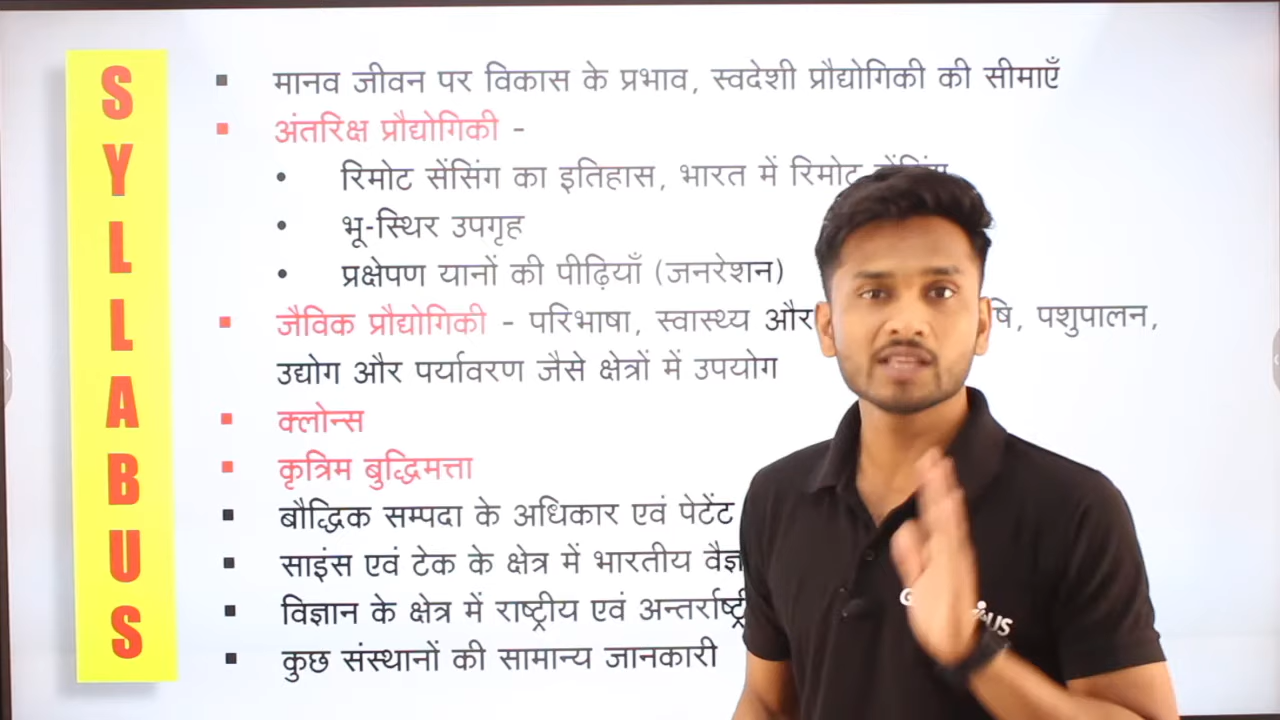 SYLLABUS
मानव जीवन पर विकास के प्रभाव, स्वदेशी प्रौद्योगिकी की सीमाएँ
अंतरिक्ष प्रौद्योगिकी -
रिमोट सेंसिंग का इतिहास, भारत में रिमोट सेंसिंग
भू-स्थिर उपगृह
प्रक्षेपण यानों की पीढ़ियाँ (जनरेशन)
जैविक प्रौद्योगिकी - परिभाषा, स्वास्थ्य और षि, पशुपालन,
उद्योग और पर्यावरण जैसे क्षेत्रों में उपयोग
क्लोन्स
कृत्रिम बुद्धिमत्ता
बौद्धिक सम्पदा के अधिकार एवं पेटेंट
साइंस एवं टेक के क्षेत्र में भारतीय
विज्ञान के क्षेत्र में राष्ट्रीय एवं
कुछ संस्थानों की सामान्य जानकारी